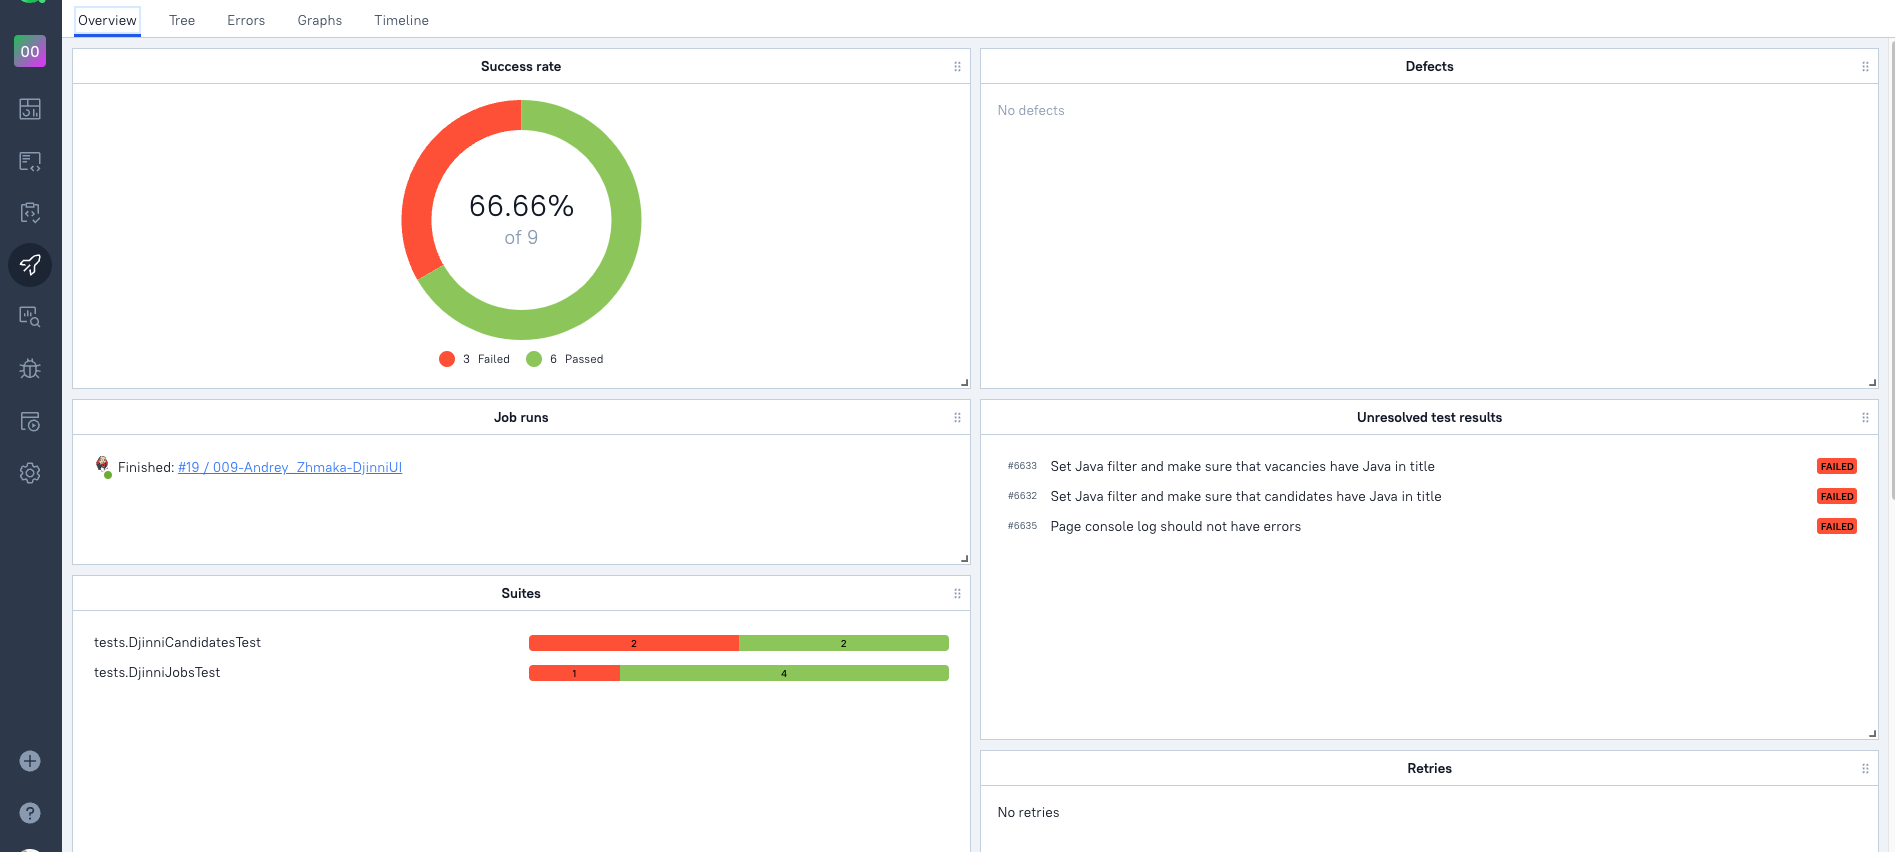 Overview Tree Errors Graphs Timeline
00
Success rate
66.66%
of 9
3 Failed 6 Passed
Defects
No defects
Job runs
Finished: #19 / 009-Andrey_Zhmaka-DjinniUI
Unresolved test results
#6633 Set Java filter and make sure that vacancies have Java in title FAILED
#6632 Set Java filter and make sure that candidates have Java in title FAILED
#6635 Page console log should not have errors FAILED
Suites
tests.DjinniCandidatesTest 2 2
tests.DjinniJobsTest 1 4
Retries
No retries